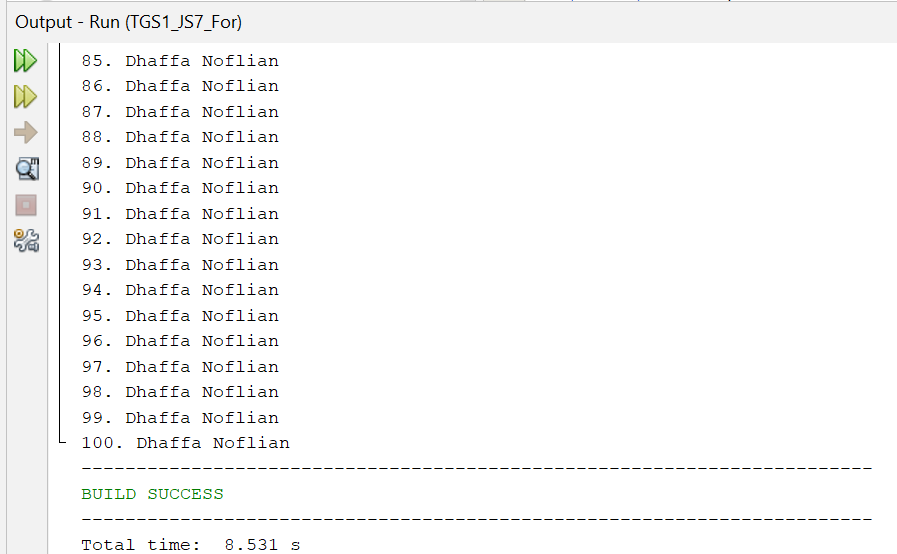 Output - Run (TGS1_JS7_For)
85. Dhaffa Noflian
86. Dhaffa Noflian
87. Dhaffa Noflian
88. Dhaffa Noflian
89. Dhaffa Noflian
90. Dhaffa Noflian
91. Dhaffa Noflian
92. Dhaffa Noflian
93. Dhaffa Noflian
94. Dhaffa Noflian
95. Dhaffa Noflian
96. Dhaffa Noflian
97. Dhaffa Noflian
98. Dhaffa Noflian
99. Dhaffa Noflian
100. Dhaffa Noflian
------------------------------------------------------------------------
BUILD SUCCESS
------------------------------------------------------------------------
Total time:  8.531 s